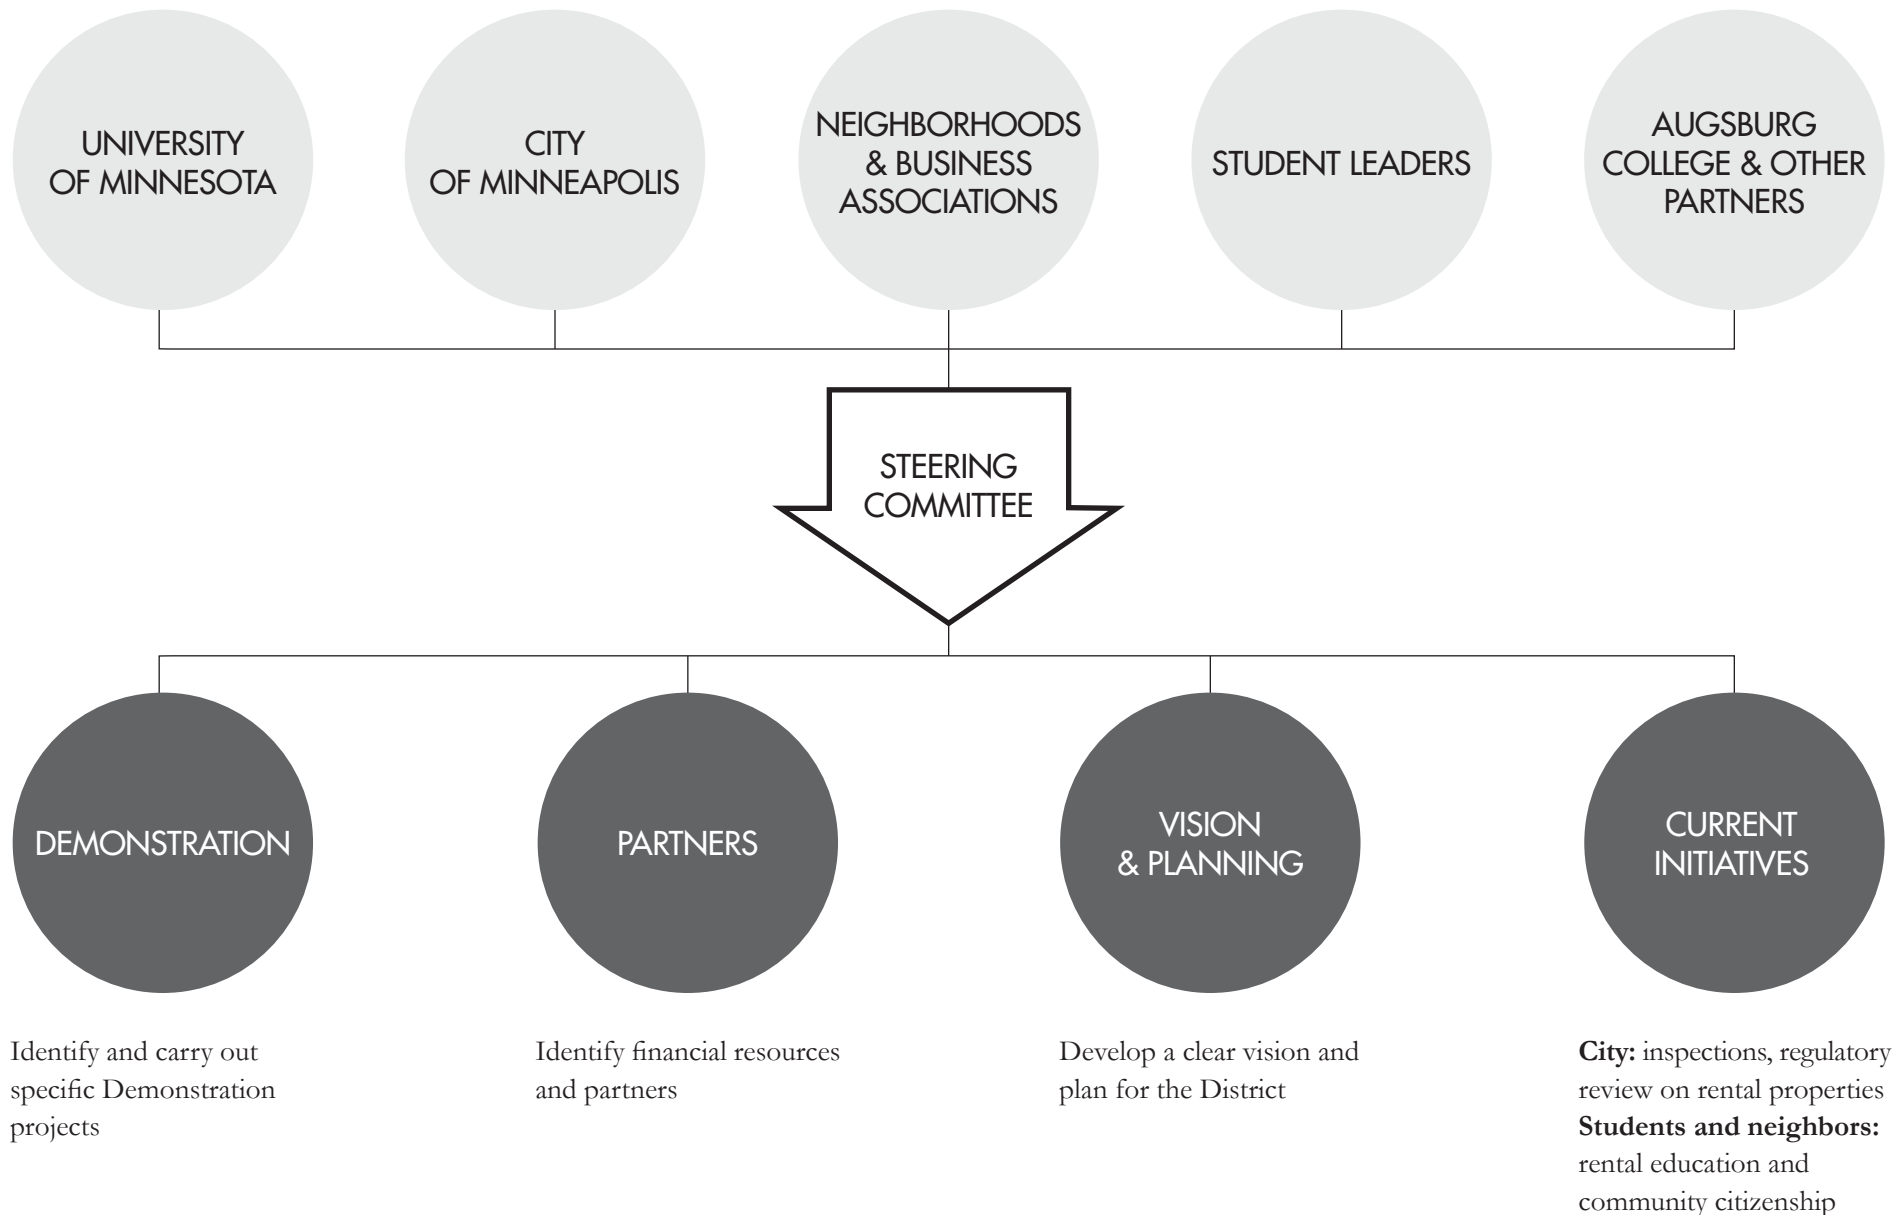 UNIVERSITY
OF MINNESOTA
CITY
OF MINNEAPOLIS
NEIGHBORHOODS
& BUSINESS
ASSOCIATIONS
STUDENT LEADERS
AUGSBURG
COLLEGE & OTHER
PARTNERS
STEERING
COMMITTEE
DEMONSTRATION
PARTNERS
VISION
& PLANNING
CURRENT
INITIATIVES
Identify and carry out
specific Demonstration
projects
Identify financial resources
and partners
Develop a clear vision and
plan for the District
City: inspections, regulatory
review on rental properties
Students and neighbors:
rental education and
community citizenship